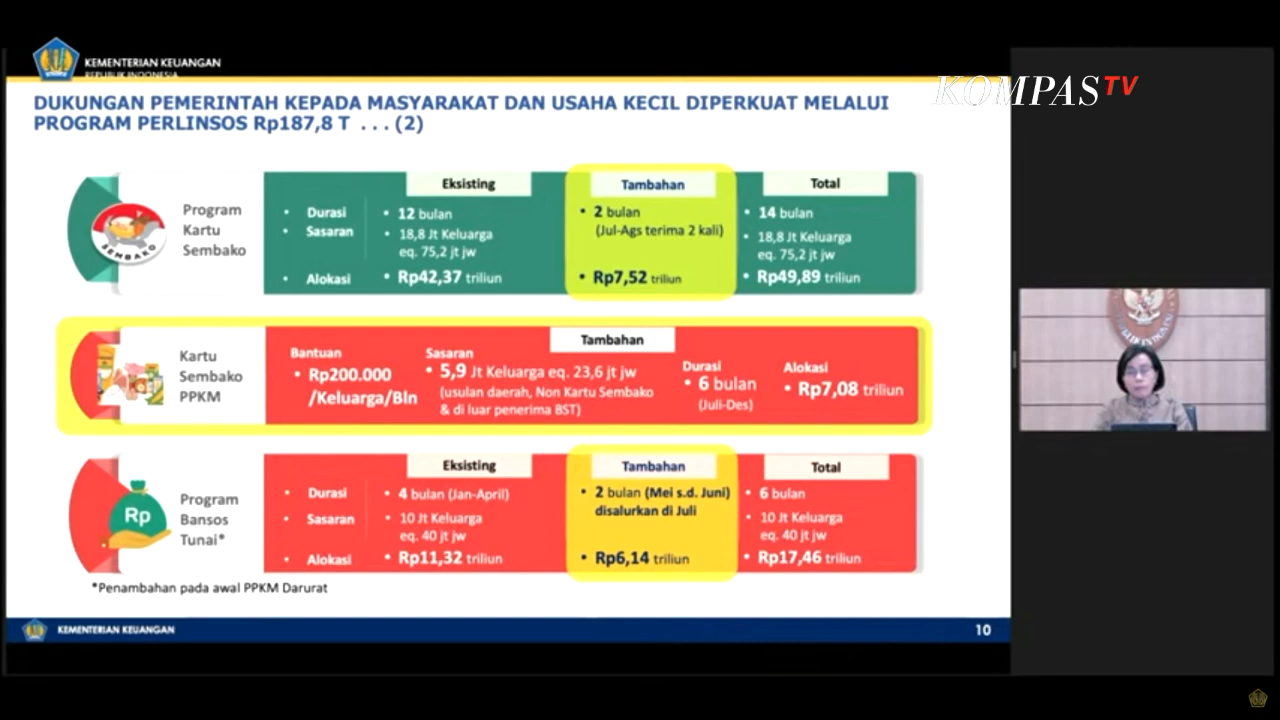 KEMENTERIAN KEUANGAN
REPUBLIK INDONESIA
KOMPASTV
DUKUNGAN PEMERINTAH KEPADA MASYARAKAT DAN USAHA KECIL DIPERKUAT MELALUI
PROGRAM PERLINSOS Rp187,8 T . . . (2)
Program
Kartu
Sembako
SEMBAKO
Eksisting
Tambahan
Total
• Durasi
• 12 bulan
• 2 bulan
(Jul-Ags terima 2 kali)
• 14 bulan
• Sasaran
• 18,8 Jt Keluarga
eq. 75,2 jt jw
• 18,8 Jt Keluarga
eq. 75,2 jt jw
• Alokasi
• Rp42,37 triliun
• Rp7,52 triliun
Rp49,89 triliun
Kartu
Sembako
PPKM
Tambahan
Bantuan
• Rp200.000
/Keluarga/Bln
Sasaran
• 5,9 Jt Keluarga eq. 23,6 jt jw
(usulan daerah, Non Kartu Sembako
& di luar penerima BST)
Durasi
• 6 bulan
(Juli-Des)
Alokasi
• Rp7,08 triliun
Program
Bansos
Tunai*
Rp
Eksisting
Tambahan
Total
• Durasi
• 4 bulan (Jan-April)
• 2 bulan (Mei s.d. Juni)
disalurkan di Juli
• 6 bulan
• Sasaran
• 10 Jt Keluarga
eq. 40 jt jw
• 10 Jt Keluarga
eq. 40 jt jw
• Alokasi
• Rp11,32 triliun
• Rp6,14 triliun
• Rp17,46 triliun
*Penambahan pada awal PPKM Darurat
KEMENTERIAN KEUANGAN
10